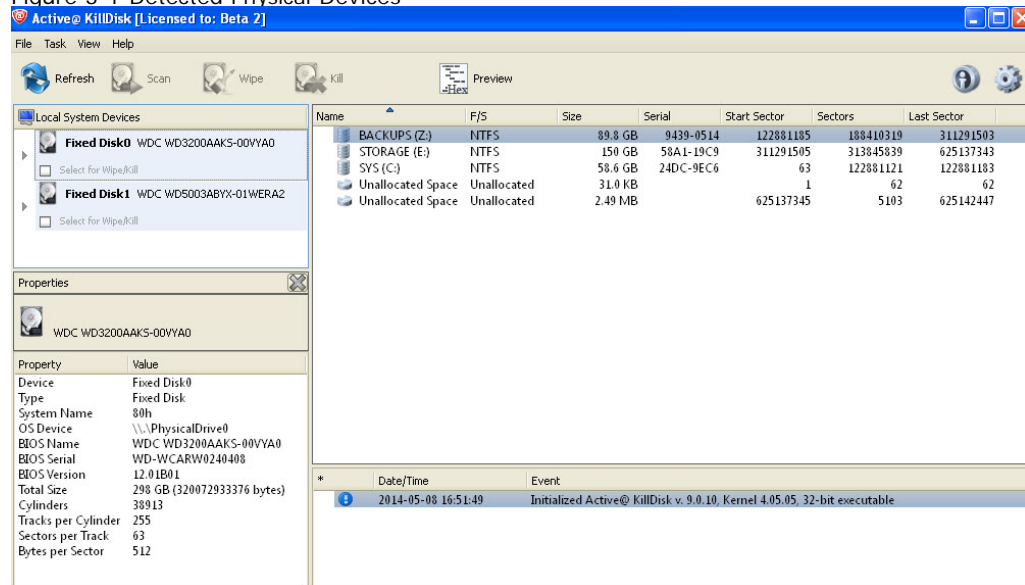 Figure 3-1 Detected Physical Devices
Active@ KillDisk [Licensed to: Beta 2]
File Task View Help
Refresh Scan Wipe Kill Hex Preview
Local System Devices
Fixed Disk0 WDC WD3200AAKS-00VYA0
Select for Wipe/Kill
Fixed Disk1 WDC WD5003ABYX-01WERA2
Select for Wipe/Kill
Name F/S Size Serial Start Sector Sectors Last Sector
BACKUPS (Z:) NTFS 89.8 GB 9439-0514 122881185 188410319 311291503
STORAGE (E:) NTFS 150 GB 58A1-19C9 311291505 313845839 625137343
SYS (C:) NTFS 58.6 GB 24DC-9EC6 63 122881121 122881183
Unallocated Space Unallocated 31.0 KB 1 62 62
Unallocated Space Unallocated 2.49 MB 625137345 5103 625142447
Properties
WDC WD3200AAKS-00VYA0
Property Value
Device Fixed Disk0
Type Fixed Disk
System Name 80h
OS Device \\.\PhysicalDrive0
BIOS Name WDC WD3200AAKS-00VYA0
BIOS Serial WD-WCARW0240408
BIOS Version 12.01B01
Total Size 298 GB (320072933376 bytes)
Cylinders 38913
Tracks per Cylinder 255
Sectors per Track 63
Bytes per Sector 512
* Date/Time Event
2014-05-08 16:51:49 Initialized Active@ KillDisk v. 9.0.10, Kernel 4.05.05, 32-bit executable